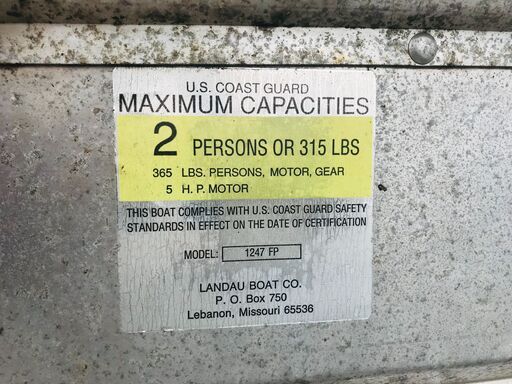 U.S. COAST GUARD
MAXIMUM CAPACITIES
2 PERSONS OR 315 LBS
365 LBS. PERSONS, MOTOR, GEAR
5 H. P. MOTOR
THIS BOAT COMPLIES WITH U.S. COAST GUARD SAFETY
STANDARDS IN EFFECT ON THE DATE OF CERTIFICATION
MODEL: 1247 FP
LANDAU BOAT CO.
P. O. Box 750
Lebanon, Missouri 65536